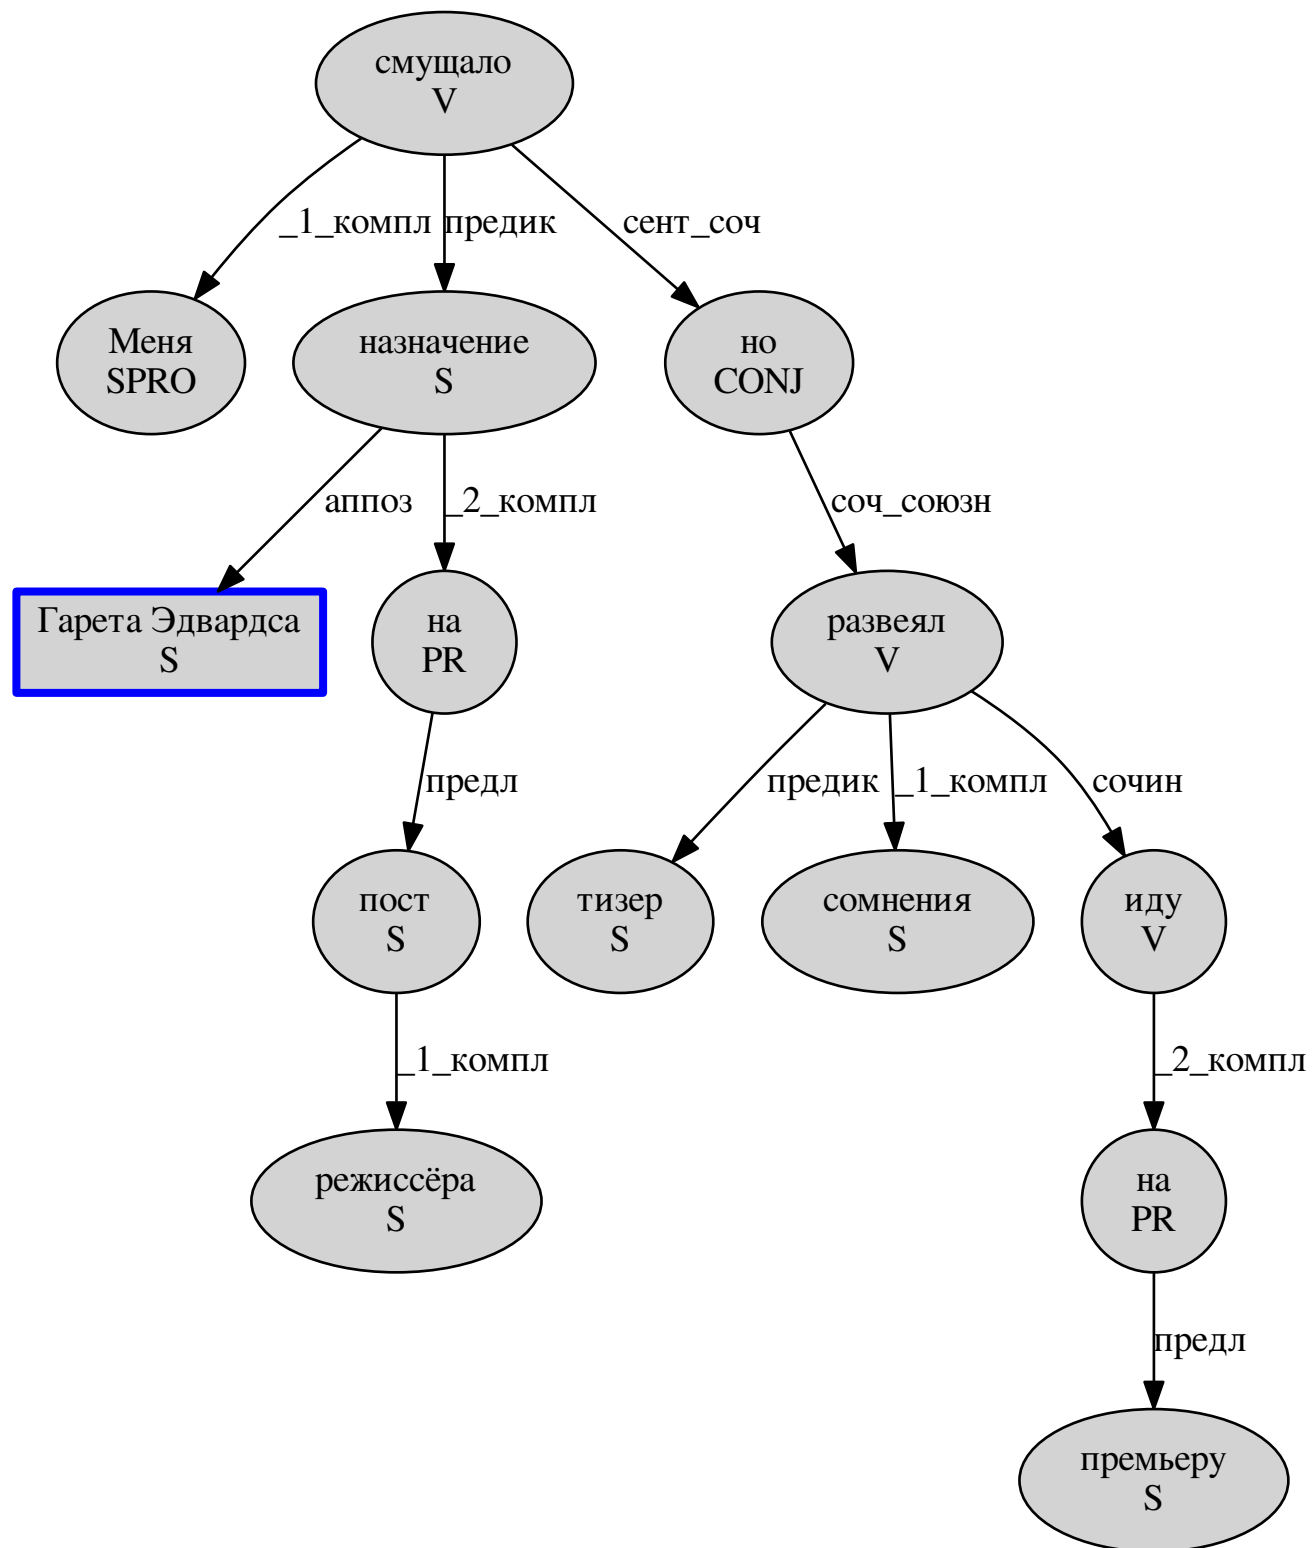 смущало
V
_1_компл
предик
сент_соч
Меня
SPRO
назначение
S
но
CONJ
аппоз
_2_компл
соч_союзн
Гарета Эдвардса
S
на
PR
развеял
V
предл
предик
_1_компл
сочин
пост
S
тизер
S
сомнения
S
иду
V
_1_компл
_2_компл
режиссёра
S
на
PR
предл
премьеру
S